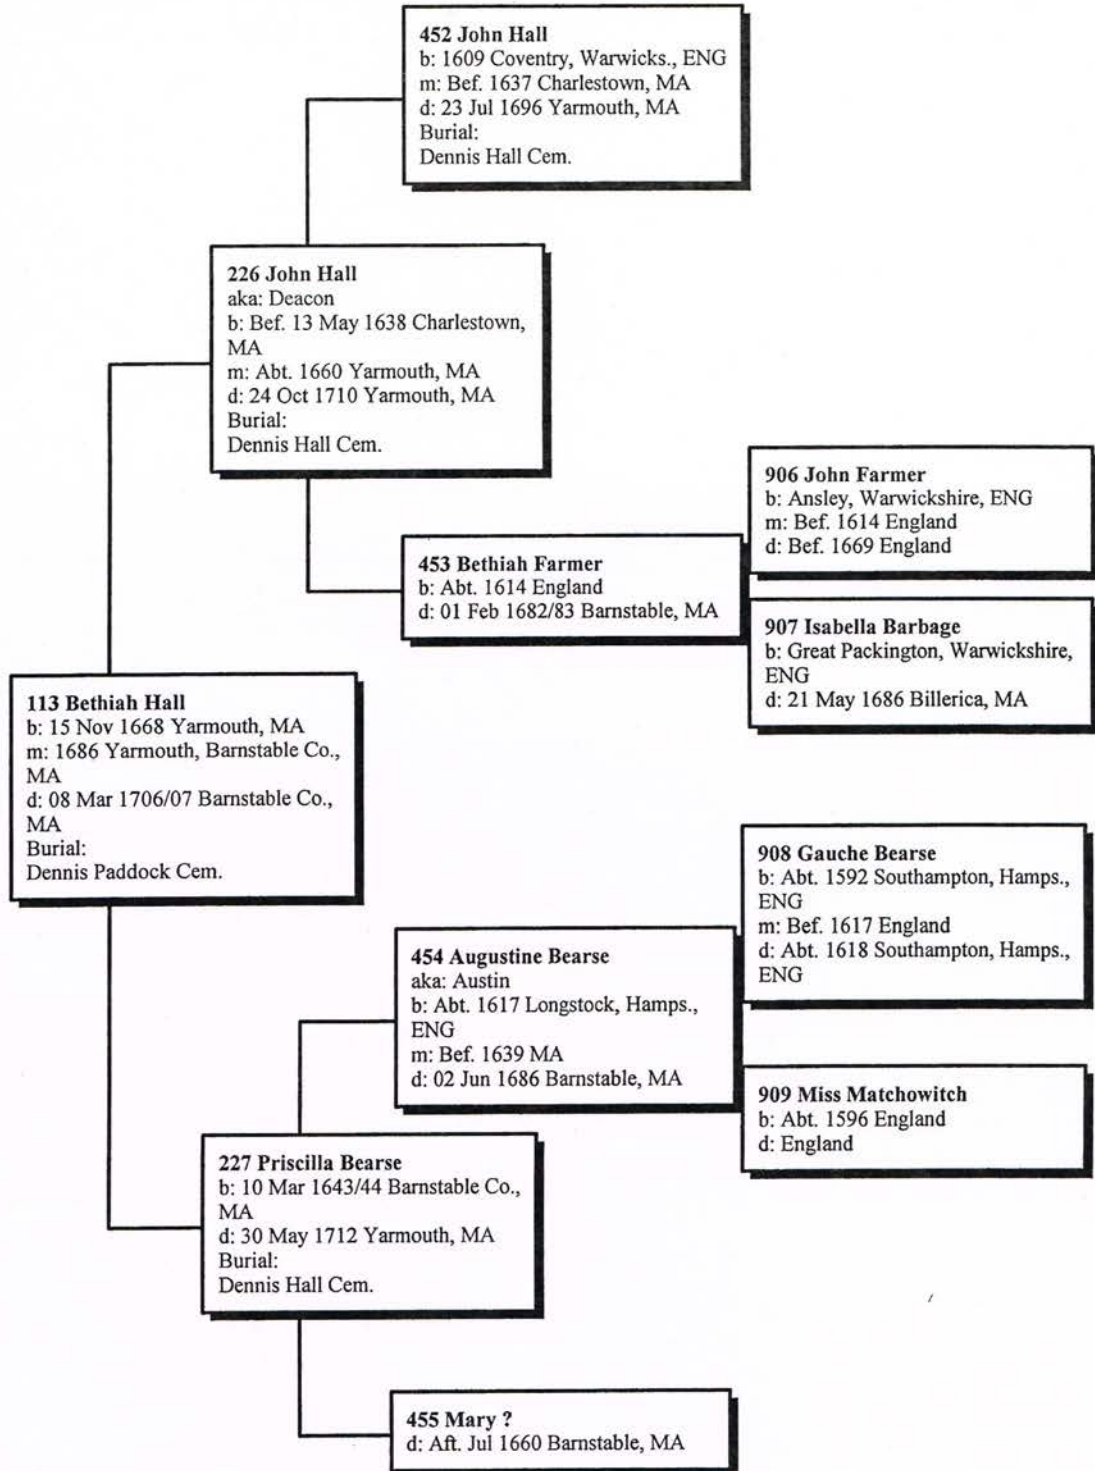 452 John Hall
b: 1609 Coventry, Warwicks., ENG
m: Bef. 1637 Charlestown, MA
d: 23 Jul 1696 Yarmouth, MA
Burial:
Dennis Hall Cem.
226 John Hall
aka: Deacon
b: Bef. 13 May 1638 Charlestown,
MA
m: Abt. 1660 Yarmouth, MA
d: 24 Oct 1710 Yarmouth, MA
Burial:
Dennis Hall Cem.
906 John Farmer
b: Ansley, Warwickshire, ENG
m: Bef. 1614 England
d: Bef. 1669 England
453 Bethiah Farmer
b: Abt. 1614 England
d: 01 Feb 1682/83 Barnstable, MA
907 Isabella Barbage
b: Great Packington, Warwickshire,
ENG
d: 21 May 1686 Billerica, MA
113 Bethiah Hall
b: 15 Nov 1668 Yarmouth, MA
m: 1686 Yarmouth, Barnstable Co.,
MA
d: 08 Mar 1706/07 Barnstable Co.,
MA
Burial:
Dennis Paddock Cem.
908 Gauche Bearse
b: Abt. 1592 Southampton, Hamps.,
ENG
m: Bef. 1617 England
d: Abt. 1618 Southampton, Hamps.,
ENG
454 Augustine Bearse
aka: Austin
b: Abt. 1617 Longstock, Hamps.,
ENG
m: Bef. 1639 MA
d: 02 Jun 1686 Barnstable, MA
909 Miss Matchowitch
b: Abt. 1596 England
d: England
227 Priscilla Bearse
b: 10 Mar 1643/44 Barnstable Co.,
MA
d: 30 May 1712 Yarmouth, MA
Burial:
Dennis Hall Cem.
455 Mary ?
d: Aft. Jul 1660 Barnstable, MA